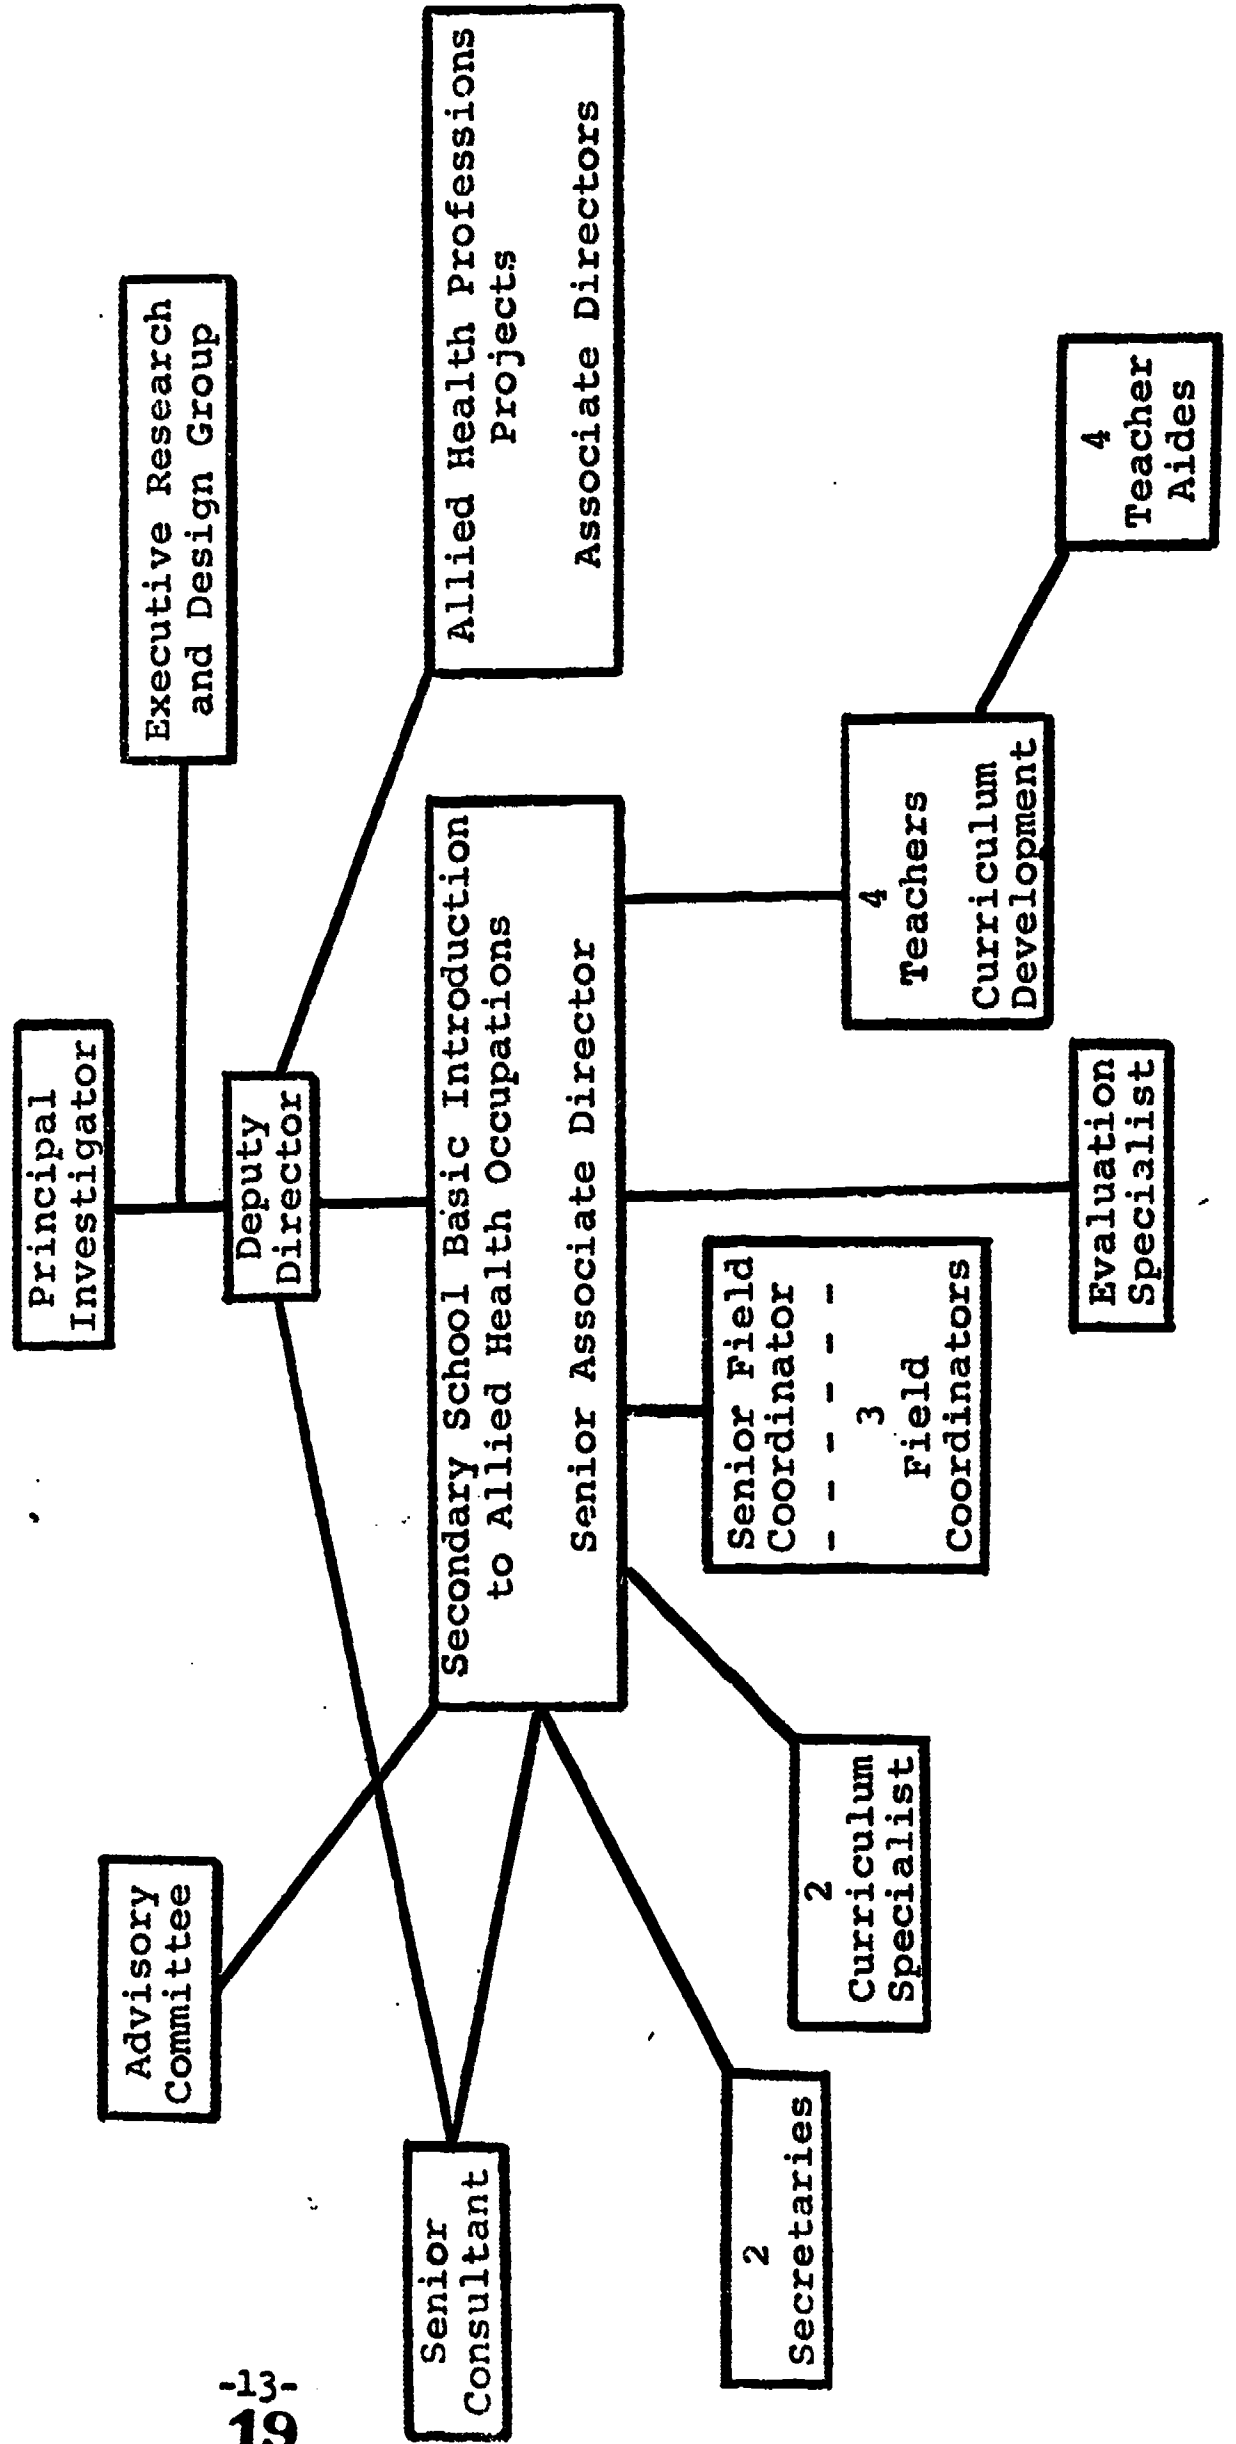 Principal
Investigator
Executive Research
and Design Group
Advisory
Committee
Deputy
Director
Senior
Consultant
Secondary School Basic Introduction
to Allied Health Occupations
Senior Associate Director
Allied Health Professions
Projects
Associate Directors
2
Secretaries
2
Curriculum
Specialist
Senior Field
Coordinator
- - - - - -
3
Field
Coordinators
Evaluation
Specialist
4
Teachers
Curriculum
Development
4
Teacher
Aides
-13-
19